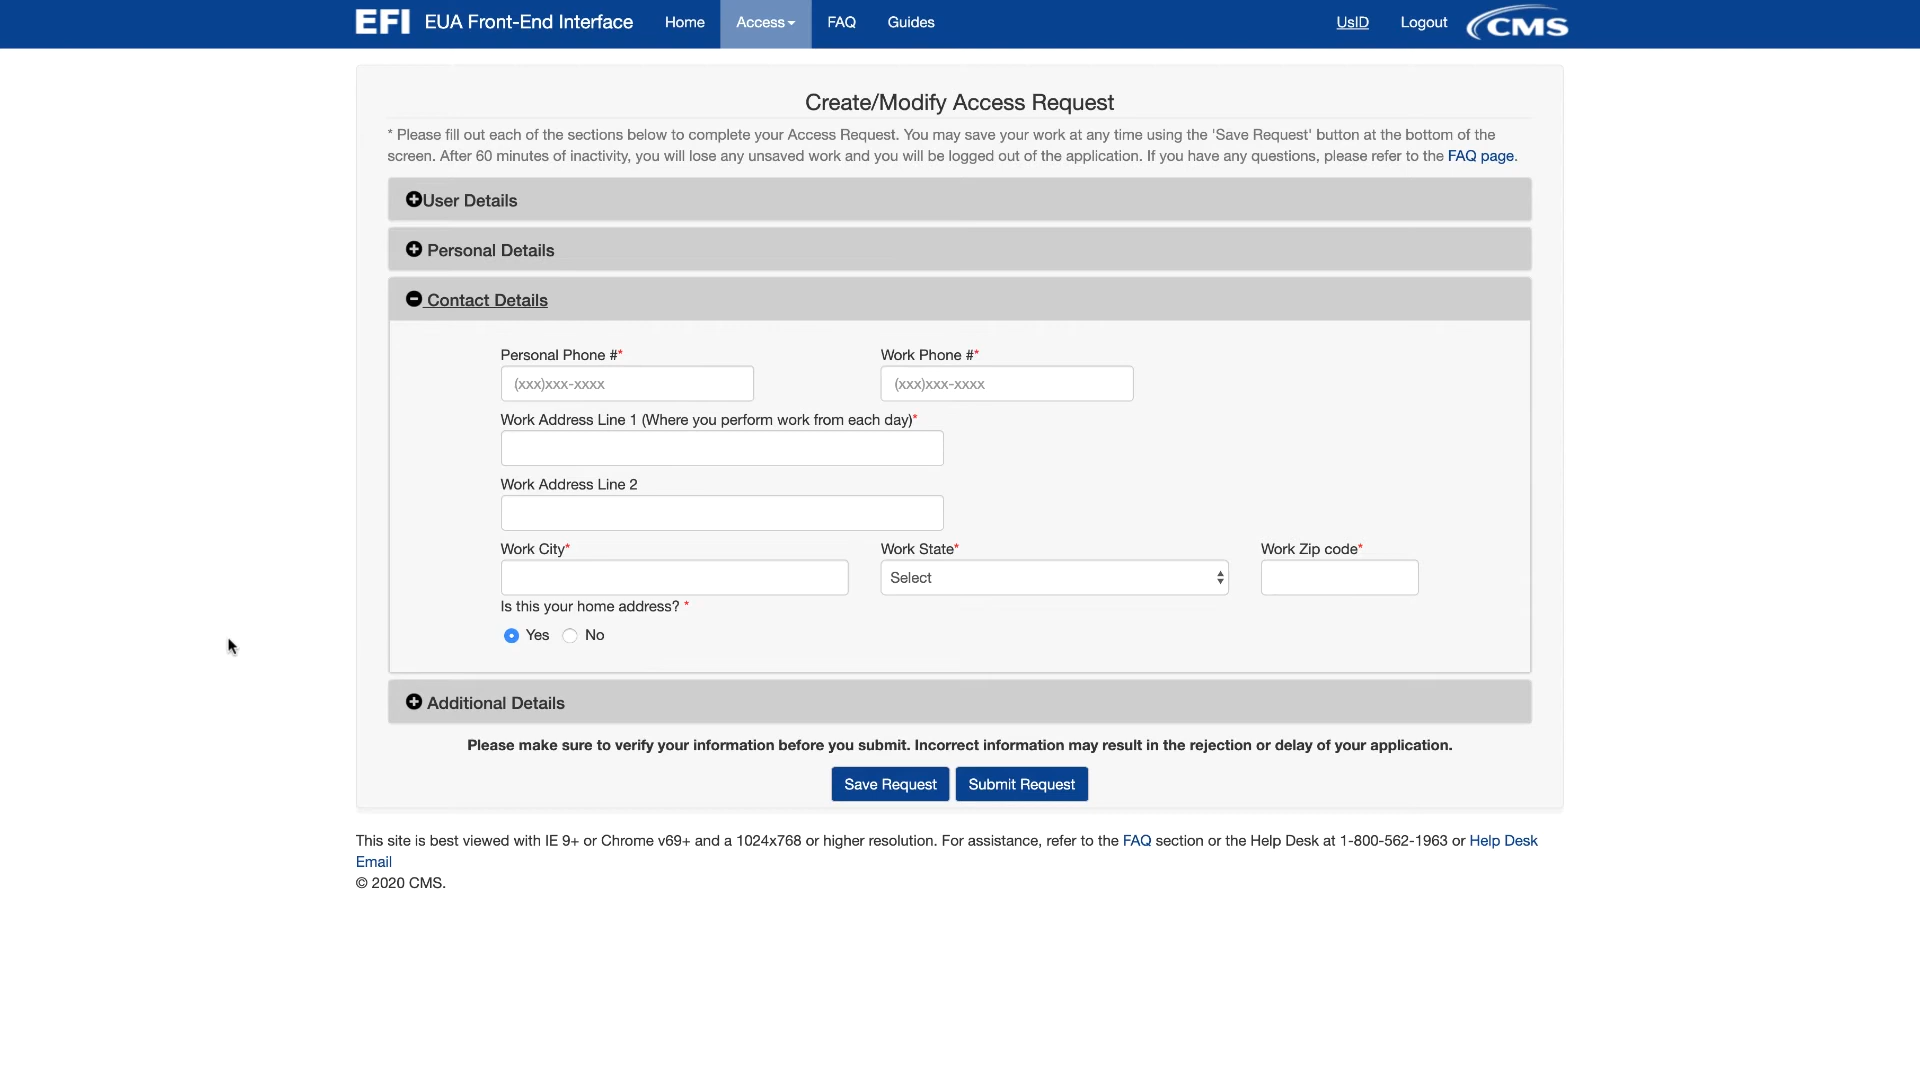 EFI EUA Front-End Interface Home Access FAQ Guides UsID Logout CMS
Create/Modify Access Request
* Please fill out each of the sections below to complete your Access Request. You may save your work at any time using the 'Save Request' button at the bottom of the
screen. After 60 minutes of inactivity, you will lose any unsaved work and you will be logged out of the application. If you have any questions, please refer to the FAQ page.
User Details
Personal Details
Contact Details
Personal Phone #* Work Phone #*
(xxx)xxx-xxxx (xxx)xxx-xxxx
Work Address Line 1 (Where you perform work from each day)*
Work Address Line 2
Work City* Work State* Work Zip code*
Select
Is this your home address? *
Yes No
Additional Details
Please make sure to verify your information before you submit. Incorrect information may result in the rejection or delay of your application.
Save Request Submit Request
This site is best viewed with IE 9+ or Chrome v69+ and a 1024x768 or higher resolution. For assistance, refer to the FAQ section or the Help Desk at 1-800-562-1963 or Help Desk
Email
© 2020 CMS.